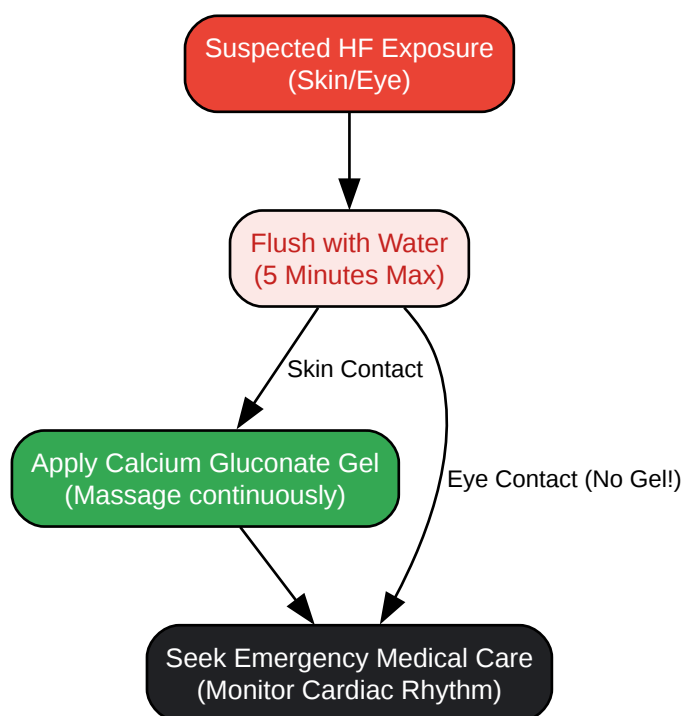 Suspected HF Exposure
(Skin/Eye)
Flush with Water
(5 Minutes Max)
Skin Contact
Apply Calcium Gluconate Gel
(Massage continuously)
Eye Contact (No Gel!)
Seek Emergency Medical Care
(Monitor Cardiac Rhythm)